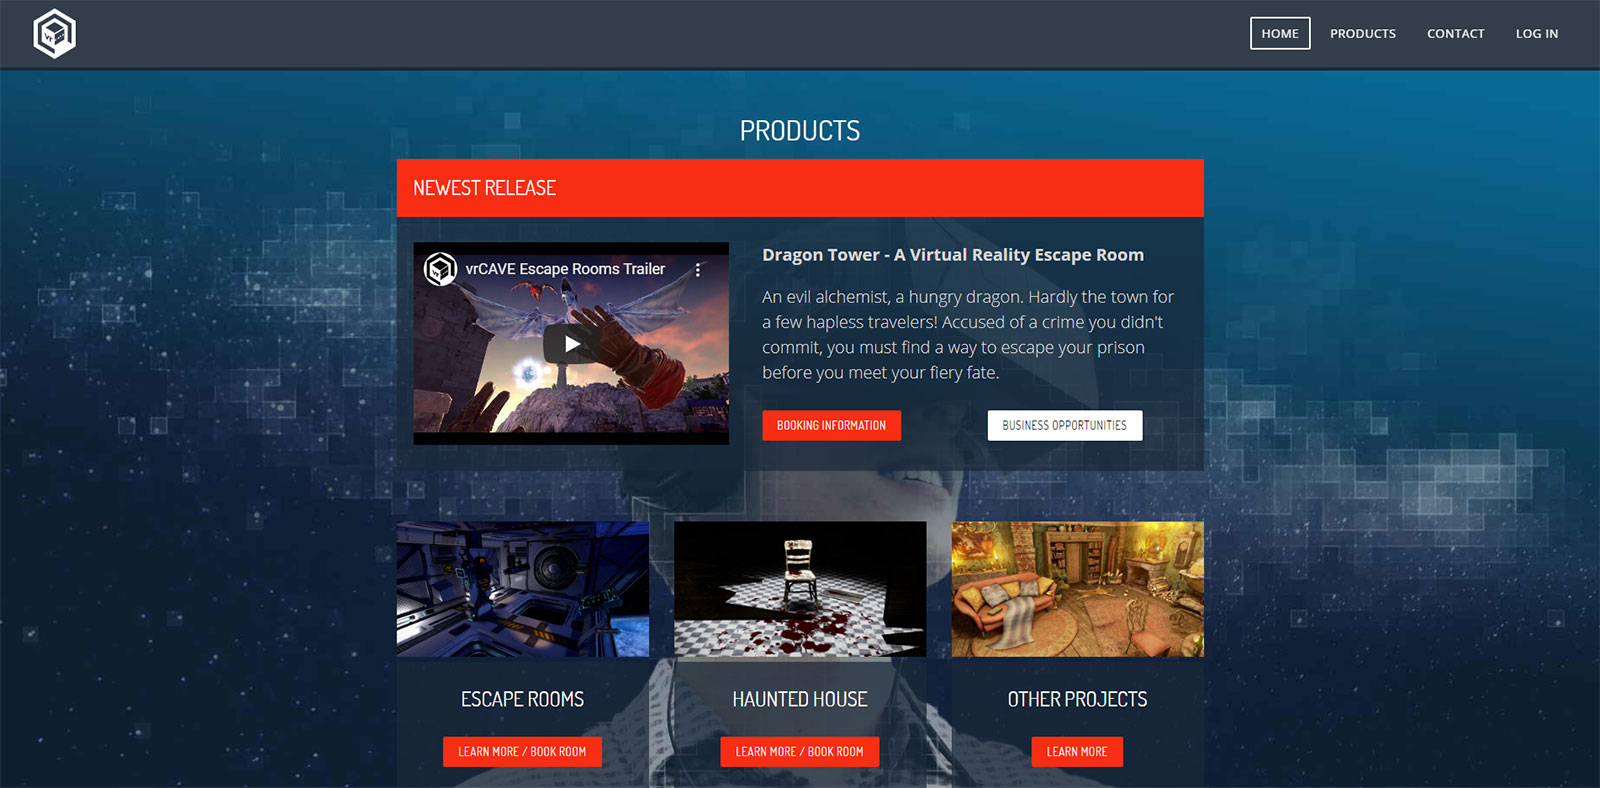 HOME
PRODUCTS
CONTACT
LOG IN
PRODUCTS
NEWEST RELEASE
vrCAVE Escape Rooms Trailer
Dragon Tower - A Virtual Reality Escape Room
An evil alchemist, a hungry dragon. Hardly the town for
a few hapless travelers! Accused of a crime you didn't
commit, you must find a way to escape your prison
before you meet your fiery fate.
BOOKING INFORMATION
BUSINESS OPPORTUNITIES
ESCAPE ROOMS
HAUNTED HOUSE
OTHER PROJECTS
LEARN MORE / BOOK ROOM
LEARN MORE / BOOK ROOM
LEARN MORE